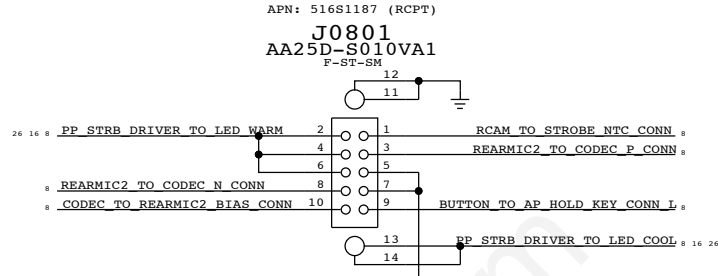 APN: 516S1187 (RCPT)
J0801
AA25D-S010VA1
F-ST-SM
12
11
26 16 8 PP_STRB_DRIVER_TO_LED_WARM 2 1 RCAM_TO_STROBE_NTC_CONN 8
4 3 REARMIC2_TO_CODEC_P_CONN 8
6 5
8 REARMIC2_TO_CODEC_N_CONN 8 7
8 CODEC_TO_REARMIC2_BIAS_CONN 10 9 BUTTON_TO_AP_HOLD_KEY_CONN_L 8
13 PP_STRB_DRIVER_TO_LED_COOL 8 16 26
14